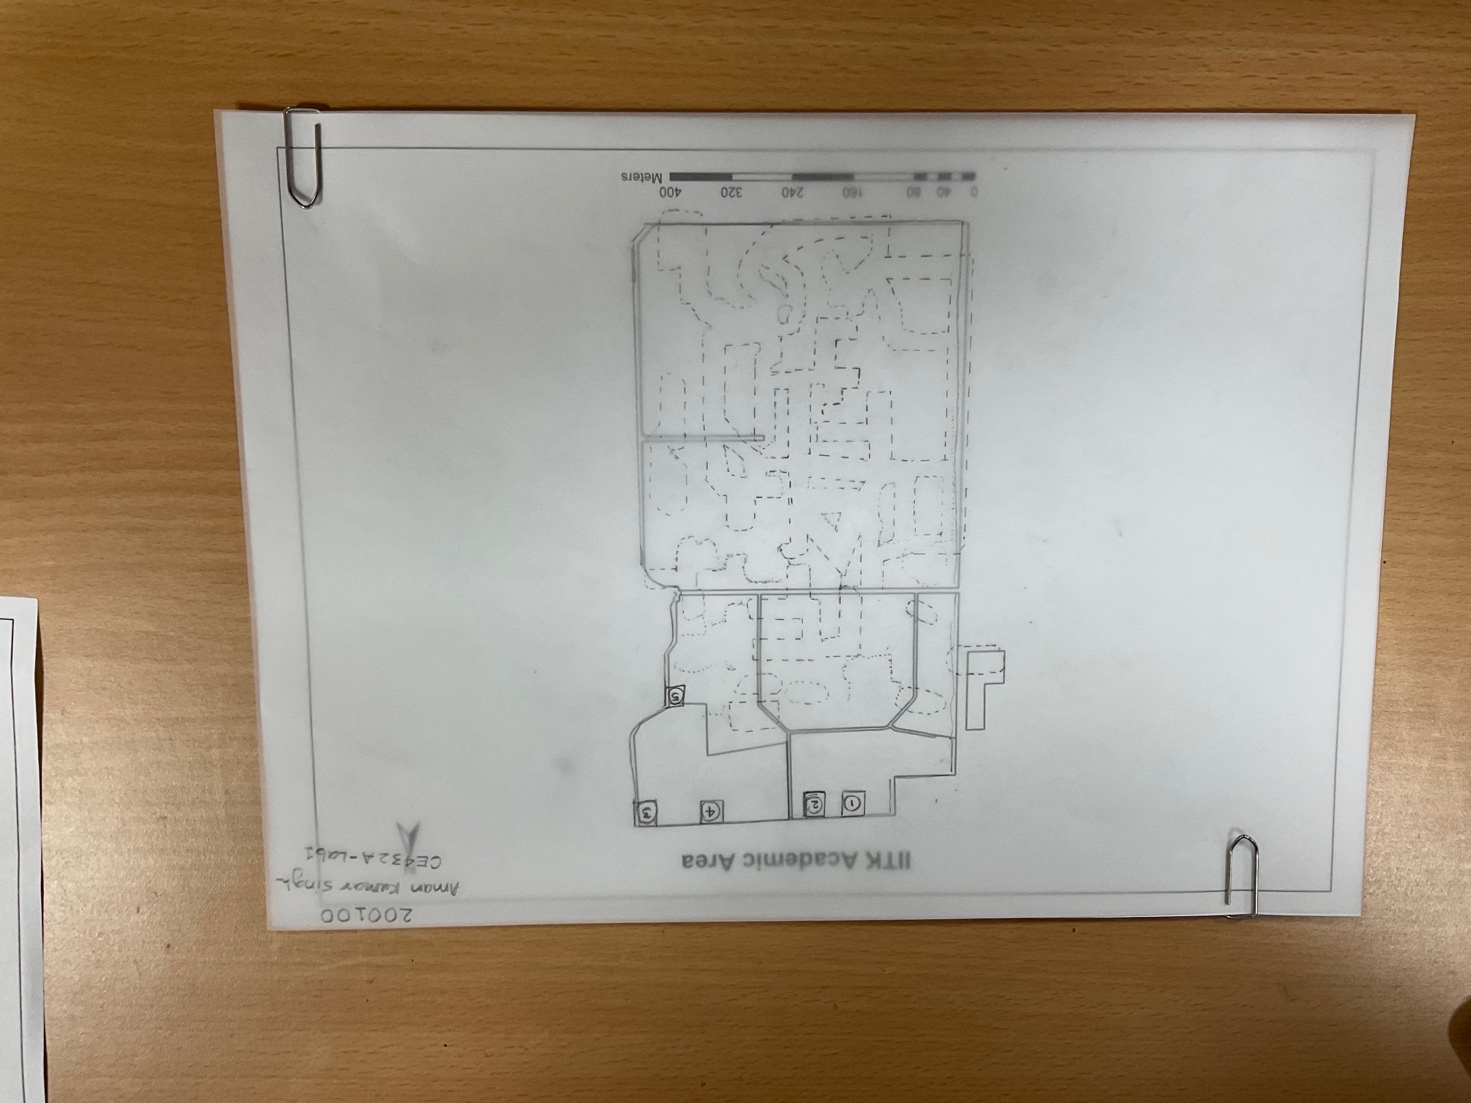 200100
Aman Kumar Singh
CE432A-Lab1
IITK Academic Area
1 2 4 3
5
0 40 80 160 240 320 400
Meters